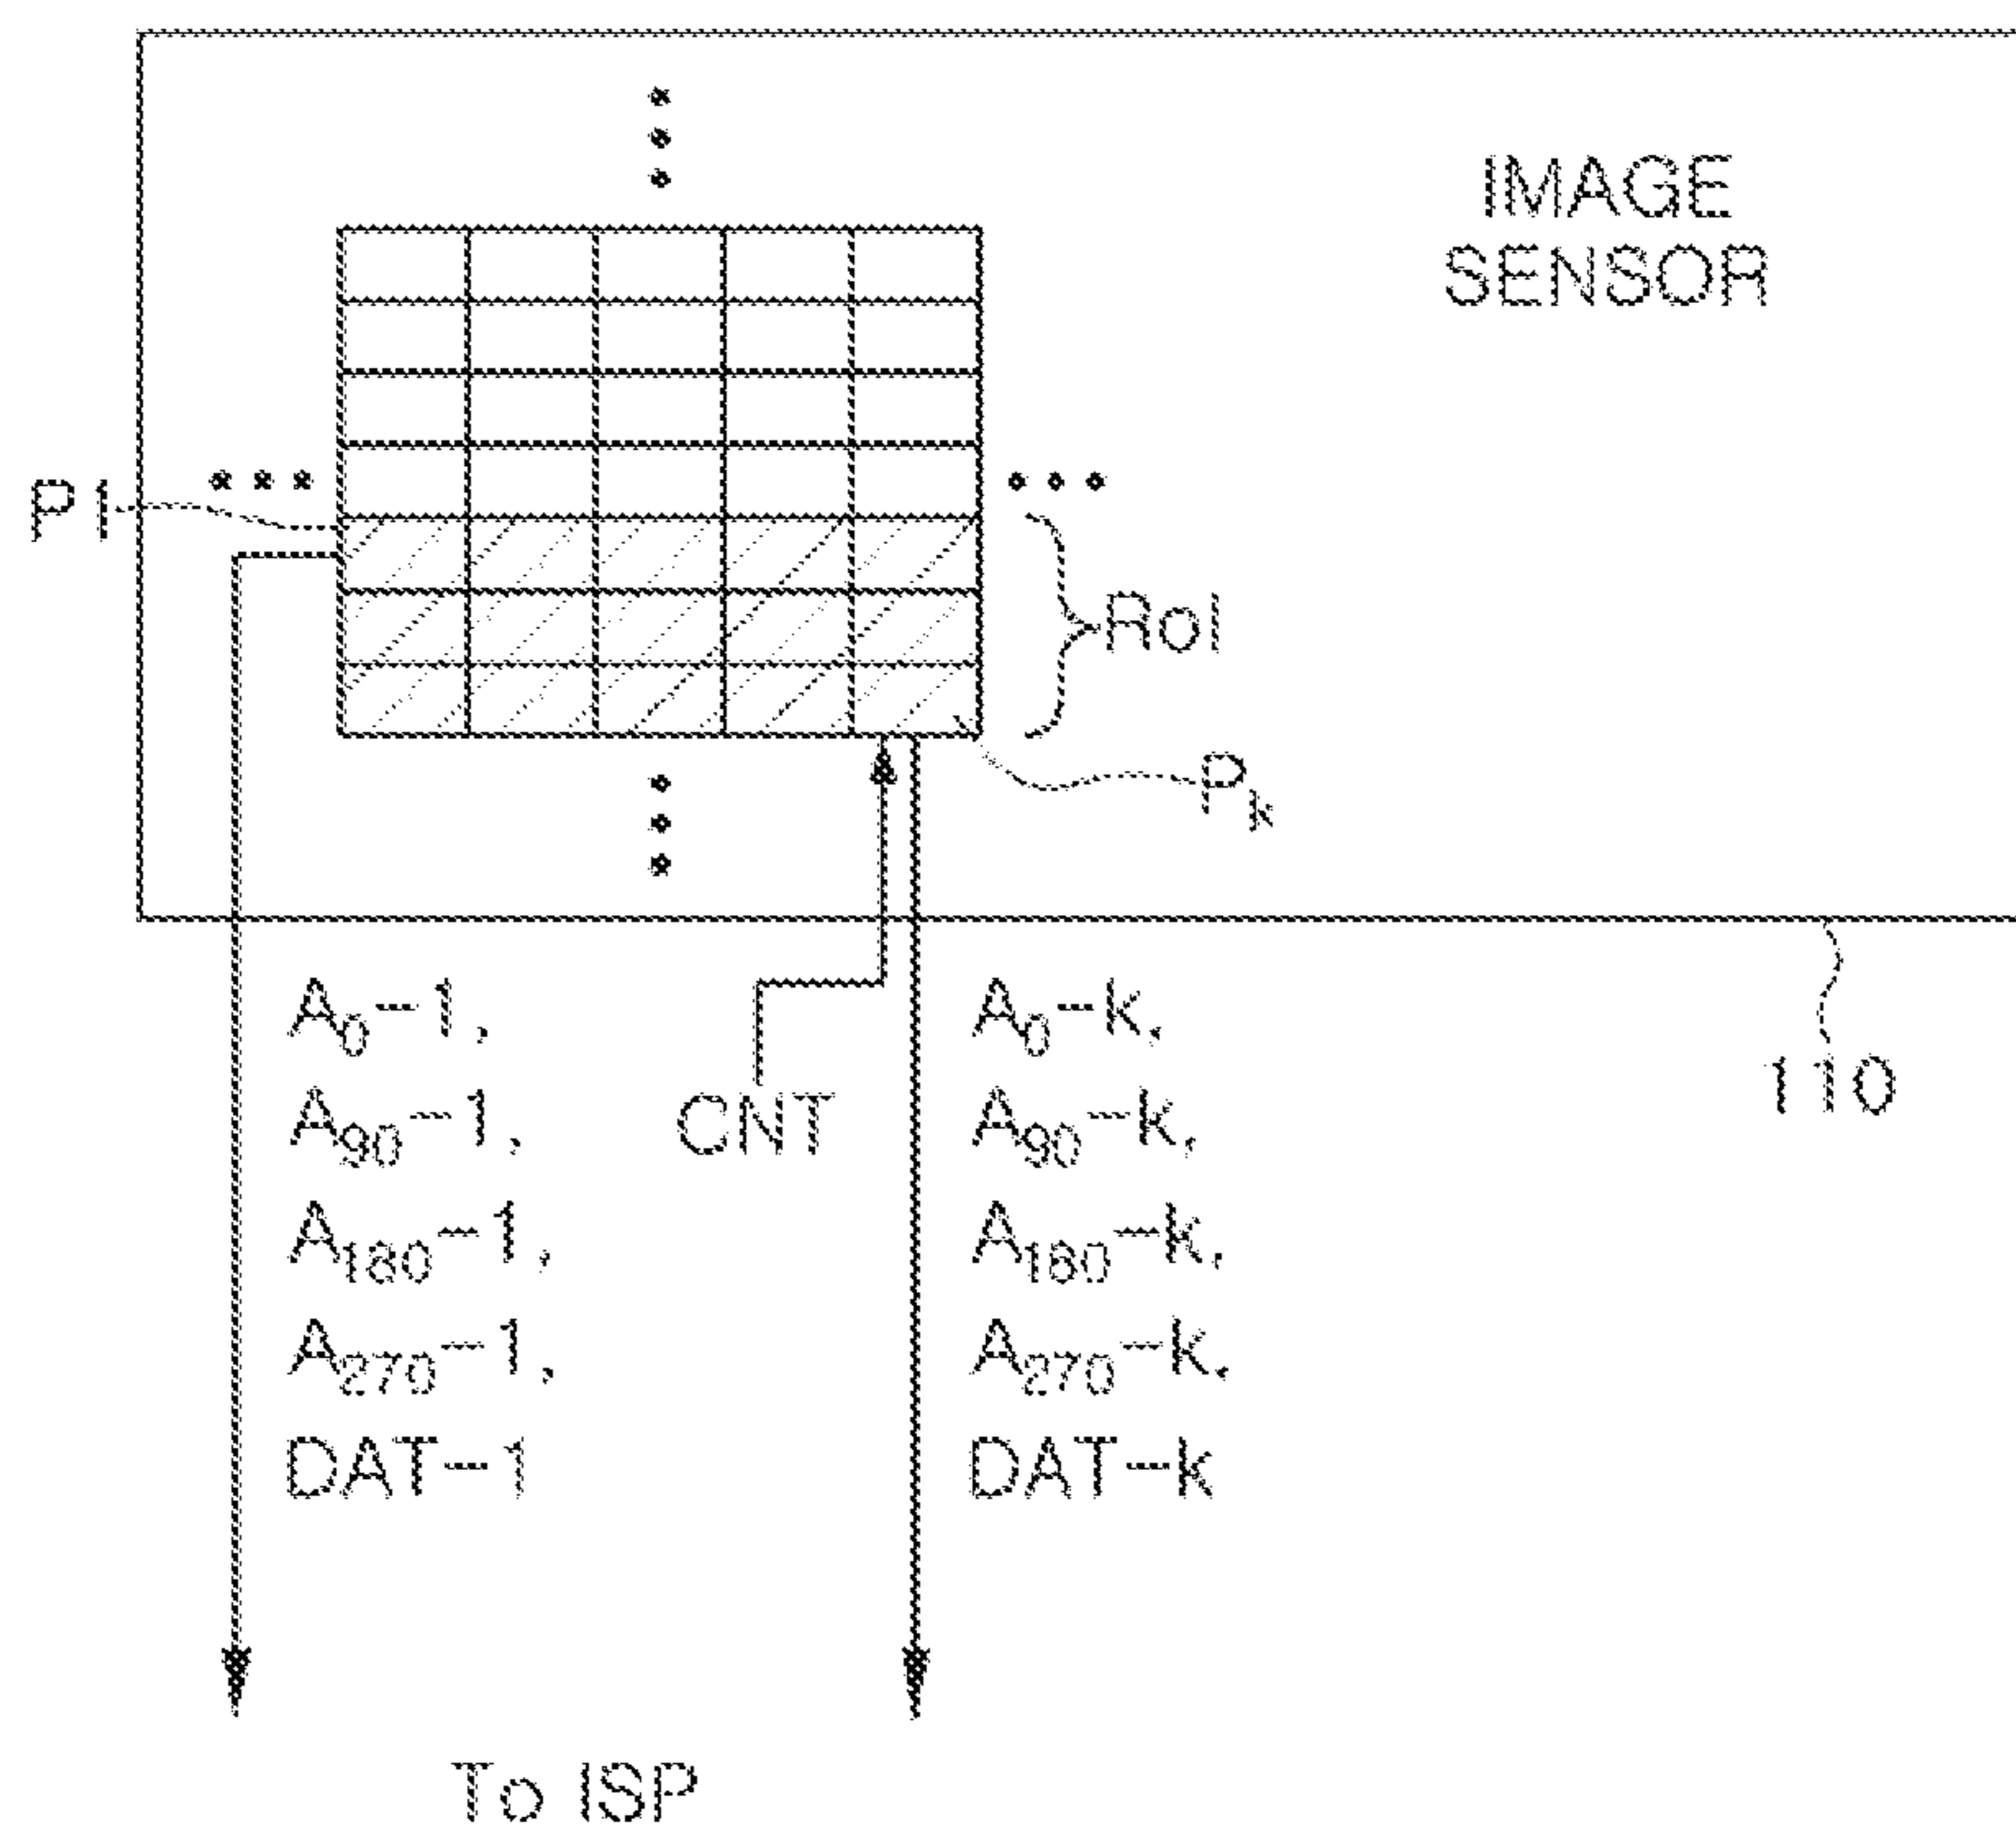 IMAGE
SENSOR
P1
RoI
Pk
A0-1,
A90-1,
A180-1,
A270-1,
DAT-1
CNT
A0-k,
A90-k,
A180-k,
A270-k,
DAT-k
110
To ISP